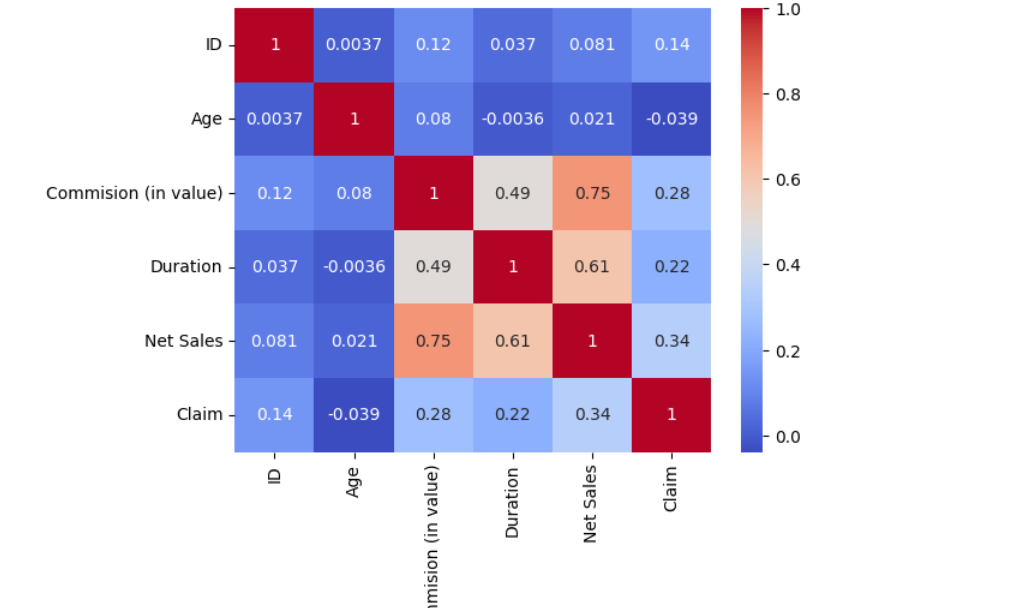 ID 1 0.0037 0.12 0.037 0.081 0.14
Age 0.0037 1 0.08 -0.0036 0.021 -0.039
Commision (in value) 0.12 0.08 1 0.49 0.75 0.28
Duration 0.037 -0.0036 0.49 1 0.61 0.22
Net Sales 0.081 0.021 0.75 0.61 1 0.34
Claim 0.14 -0.039 0.28 0.22 0.34 1
ID
Age
mmision (in value)
Duration
Net Sales
Claim
1.0
0.8
0.6
0.4
0.2
0.0